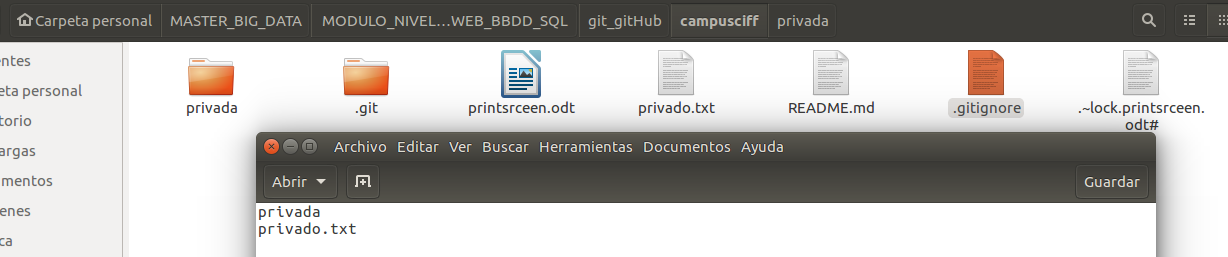 Carpeta personal MASTER_BIG_DATA MODULO_NIVEL...WEB_BBDD_SQL git_gitHub campusciff privada
entes
eta personal
torio
argas
mentos
enes
ca
privada
.git
printsrceen.odt
privado.txt
README.md
.gitignore
.~lock.printsrceen.
odt#
Archivo Editar Ver Buscar Herramientas Documentos Ayuda
Abrir Guardar
privada
privado.txt